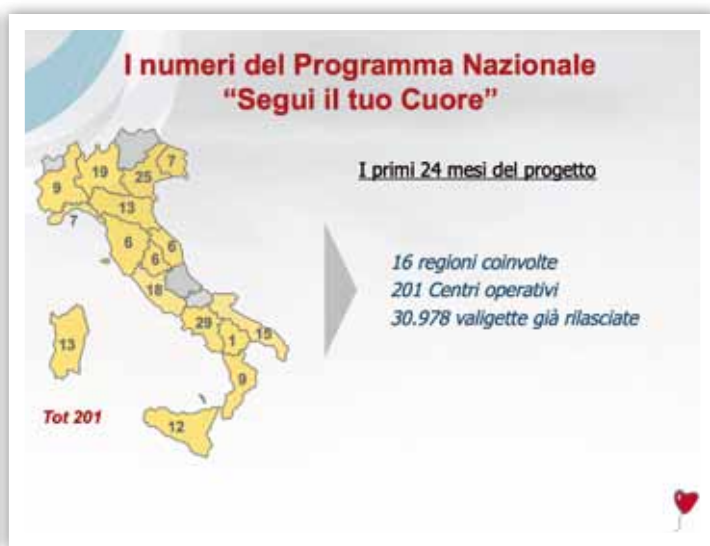 I numeri del Programma Nazionale
“Segui il tuo Cuore”
I primi 24 mesi del progetto
7
19
25
9
13
7
6
6
6
18
29
1
15
13
9
12
16 regioni coinvolte
201 Centri operativi
30.978 valigette già rilasciate
Tot 201